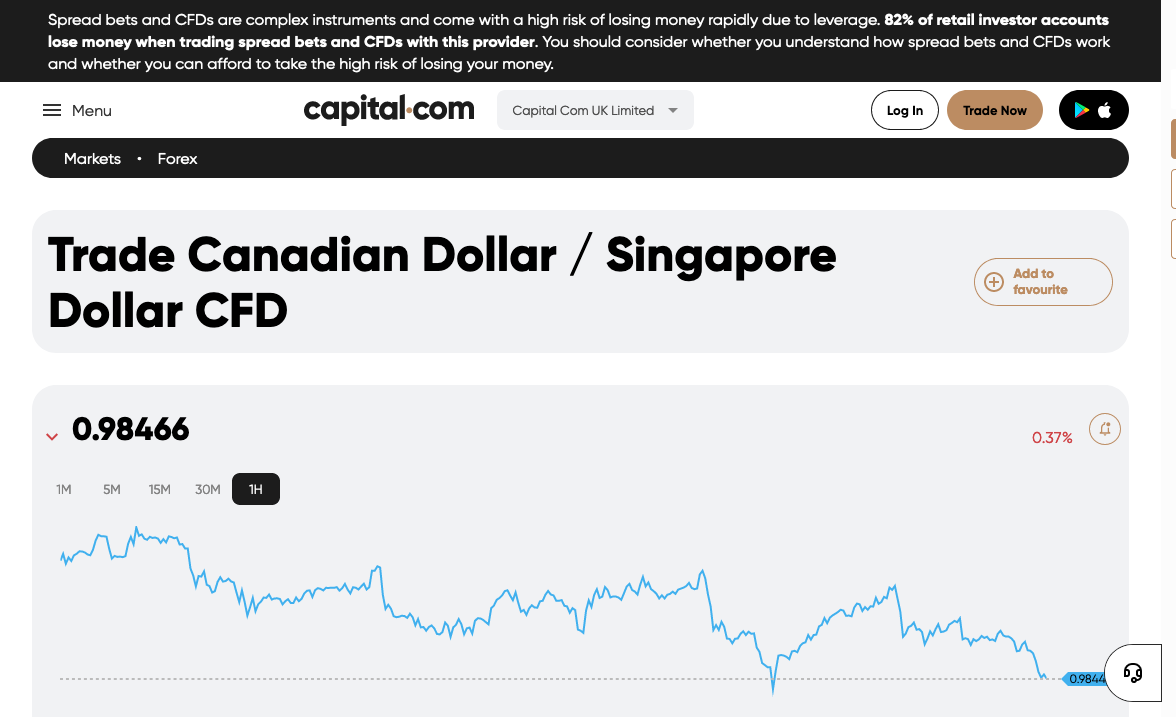 Spread bets and CFDs are complex instruments and come with a high risk of losing money rapidly due to leverage. 82% of retail investor accounts
lose money when trading spread bets and CFDs with this provider. You should consider whether you understand how spread bets and CFDs work
and whether you can afford to take the high risk of losing your money.
Menu
capital.com
Capital Com UK Limited
Log In
Trade Now
Markets • Forex
Trade Canadian Dollar / Singapore
Dollar CFD
Add to
favourite
0.98466
0.37%
1M 5M 15M 30M 1H